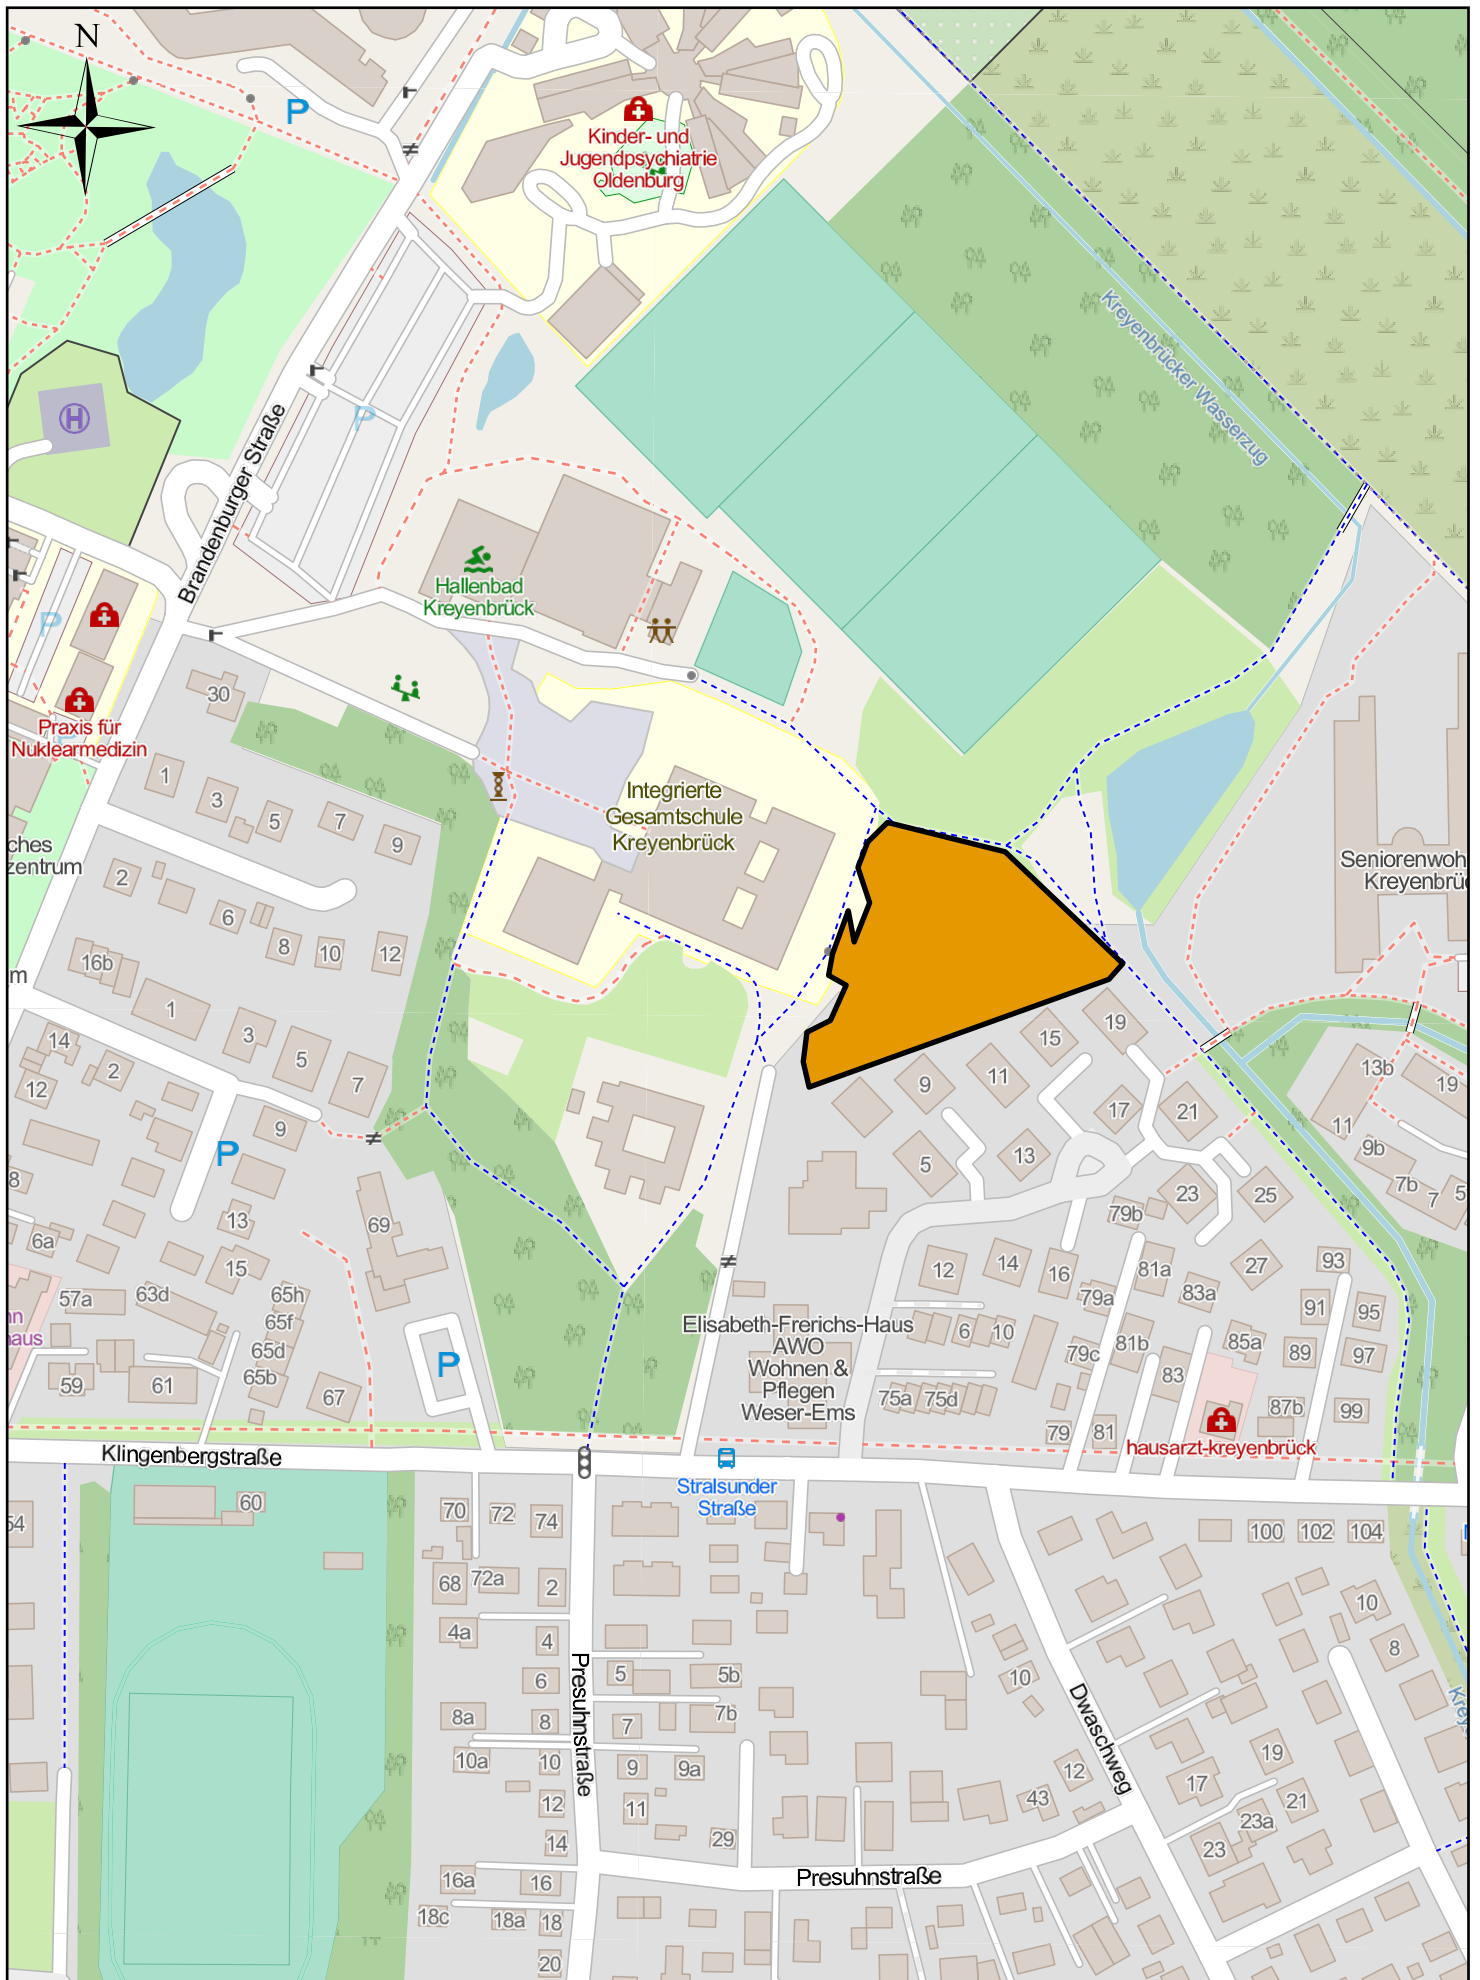 N
P
Kinder- und
Jugendpsychiatrie
Oldenburg
Kreyenbrücker Wasserzug
P
H
Brandenburger Straße
Hallenbad
Kreyenbrück
P
30
Praxis für
Nuklearmedizin
P
Integrierte
Gesamtschule
Kreyenbrück
1
3
5
7
9
ches
zentrum
Seniorenwoh
Kreyenbrüc
2
6
8
10
12
16b
m
1
3
5
7
14
12
2
9
P
15
19
11
9
17
21
13
5
13b
19
11
9b
7b
7
5
8
13
69
6a
15
23
25
79b
12
14
16
81a
27
93
57a
63d
65h
65f
65d
65b
79a
83a
91
95
nn
haus
Elisabeth-Frerichs-Haus
AWO
Wohnen &
Pflegen
Weser-Ems
6
10
79c
81b
85a
89
97
59
61
67
P
83
75a
75d
87b
99
79
81
hausarzt-kreyenbrück
Klingenbergstraße
Stralsunder
Straße
54
60
70
72
74
100
102
104
68
72a
2
10
4a
4
8
6
5
5b
10
Presuhnstraße
Dwaschweg
Krey
8a
8
7
7b
10a
10
9
9a
12
19
17
12
11
43
21
23a
14
29
23
16a
16
Presuhnstraße
18c
18a
18
20